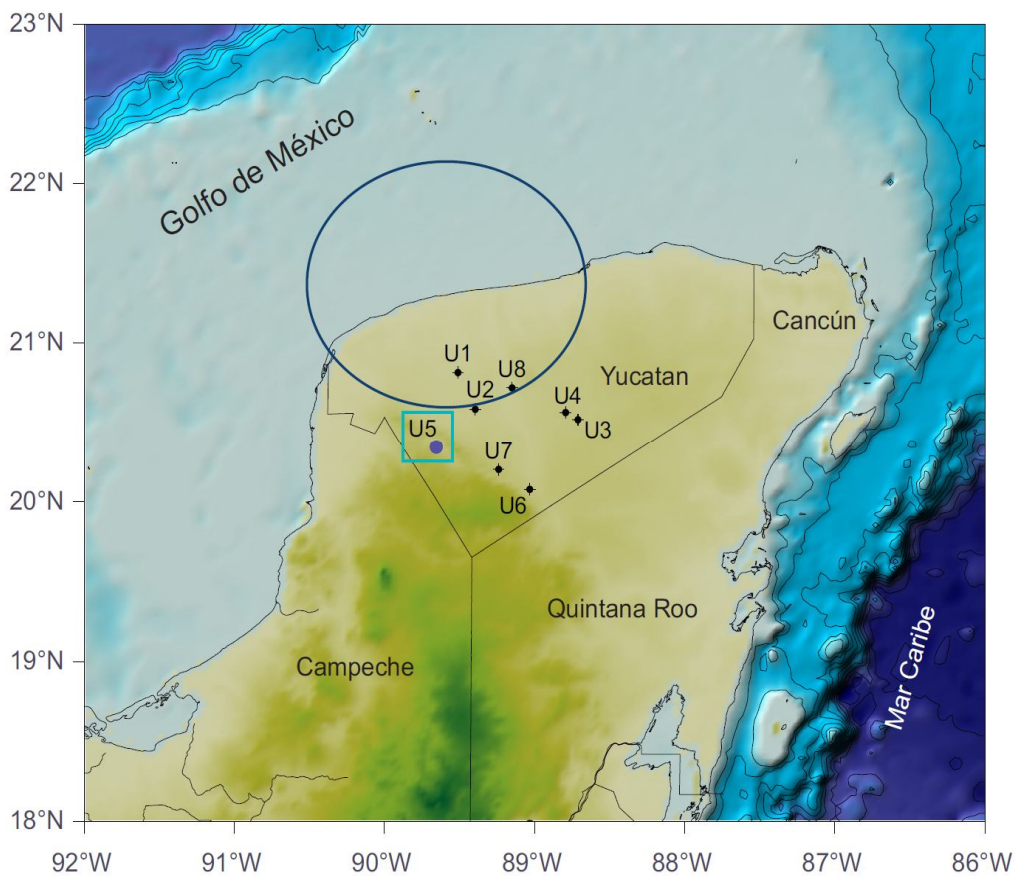 23°N
22°N
21°N
20°N
19°N
18°N
Golfo de México
Cancún
U1
U8
Yucatan
U2
U4
U5
U3
U7
U6
Quintana Roo
Campeche
Mar Caribe
92°W
91°W
90°W
89°W
88°W
87°W
86°W